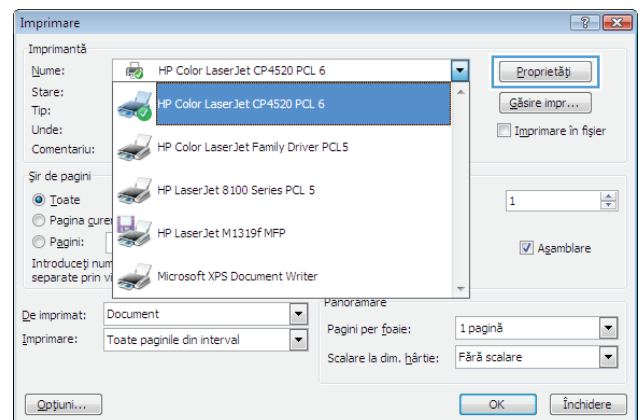 Imprimare
Imprimantă
Nume: HP Color LaserJet CP4520 PCL 6 Proprietăți
Stare: HP Color LaserJet CP4520 PCL 6 Găsire impr...
Tip:
Unde: Imprimare în fișier
Comentariu: HP Color LaserJet Family Driver PCL5
Șir de pagini HP LaserJet 8100 Series PCL 5
Toate 1
Pagina curer
Pagini: HP LaserJet M1319f MFP Asamblare
Introduceți num
separate prin vi Microsoft XPS Document Writer
De imprimat: Document Panoramare
Imprimare: Toate paginile din interval Pagini per foaie: 1 pagină
Scalare la dim. hârtie: Fără scalare
Opțiuni... OK Închidere